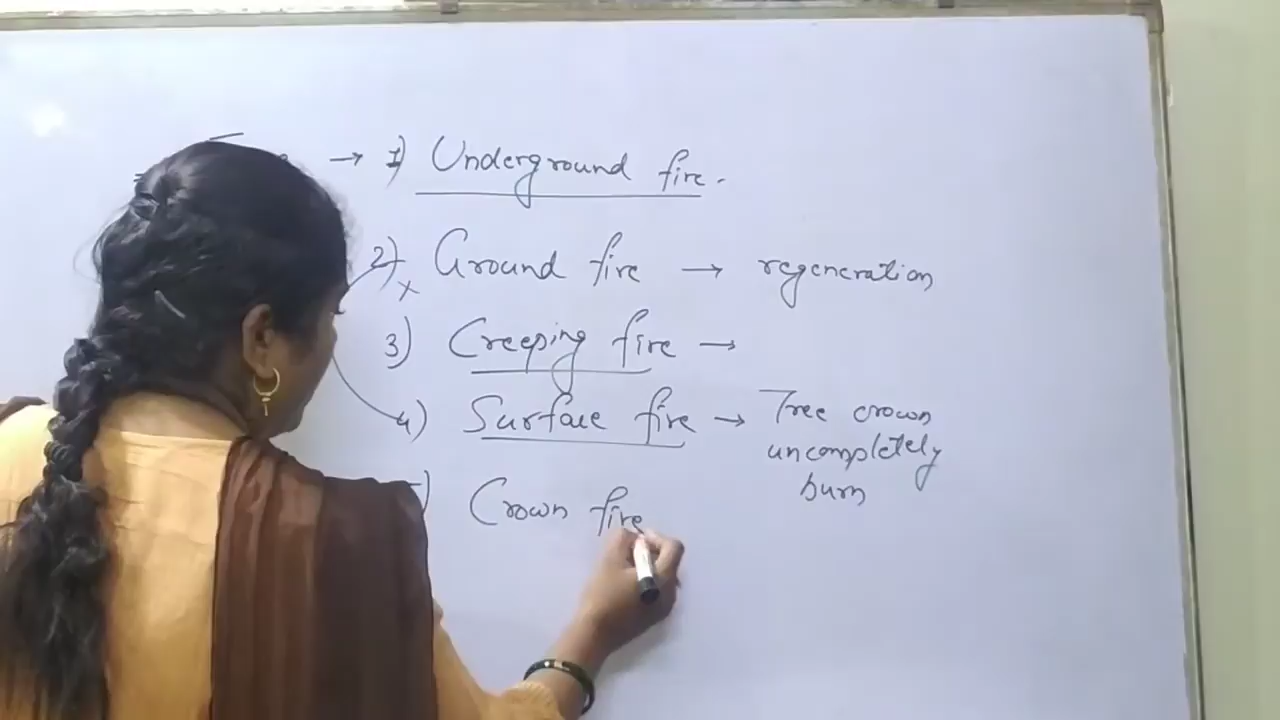 → 1) Underground fire.
2) Ground fire → regeneration
x
3) Creeping fire →
4) Surface fire → Tree crown
uncompletely
burn
) Crown fire